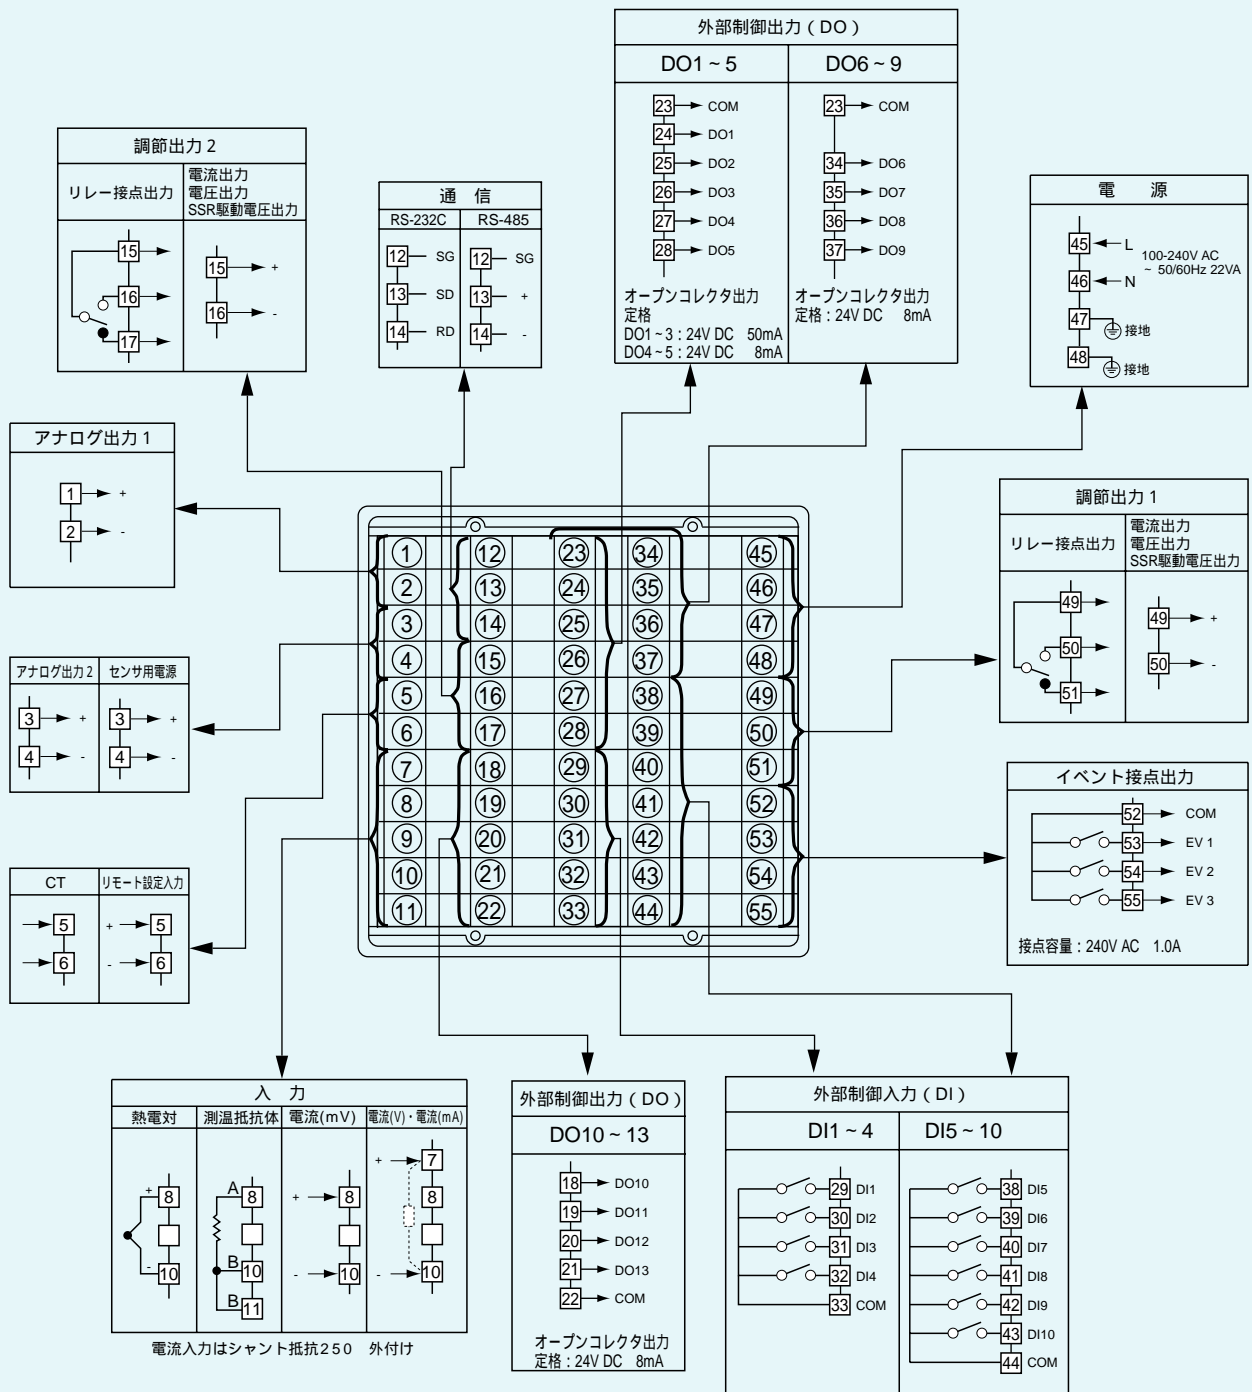 外部制御出力(DO)
DO1~5
DO6~9
23 COM
24 DO1
25 DO2
26 DO3
27 DO4
28 DO5
オープンコレクタ出力
定格
DO1~3:24V DC 50mA
DO4~5:24V DC 8mA
23 COM
34 DO6
35 DO7
36 DO8
37 DO9
オープンコレクタ出力
定格:24V DC 8mA
調節出力2
リレー接点出力
電流出力
電圧出力
SSR駆動電圧出力
15
16
17
15 +
16 -
通 信
RS-232C
RS-485
12 SG
13 SD
14 RD
12 SG
13 +
14 -
電 源
45 L
46 N
100-240V AC
~ 50/60Hz 22VA
47 接地
48 接地
アナログ出力1
1 +
2 -
調節出力1
リレー接点出力
電流出力
電圧出力
SSR駆動電圧出力
49
50
51
49 +
50 -
1 12 23 34 45
2 13 24 35 46
3 14 25 36 47
4 15 26 37 48
5 16 27 38 49
6 17 28 39 50
7 18 29 40 51
8 19 30 41 52
9 20 31 42 53
10 21 32 43 54
11 22 33 44 55
アナログ出力2
センサ用電源
3 +
4 -
3 +
4 -
イベント接点出力
52 COM
53 EV 1
54 EV 2
55 EV 3
接点容量:240V AC 1.0A
CT
リモート設定入力
5
6
+ 5
- 6
入 力
熱電対
測温抵抗体
電流(mV)
電流(V)・電流(mA)
+ 8
- 10
A 8
B 10
B 11
+ 8
- 10
+ 7
8
- 10
電流入力はシャント抵抗250 外付け
外部制御出力(DO)
DO10~13
18 DO10
19 DO11
20 DO12
21 DO13
22 COM
オープンコレクタ出力
定格:24V DC 8mA
外部制御入力(DI)
DI1~4
DI5~10
29 DI1
30 DI2
31 DI3
32 DI4
33 COM
38 DI5
39 DI6
40 DI7
41 DI8
42 DI9
43 DI10
44 COM